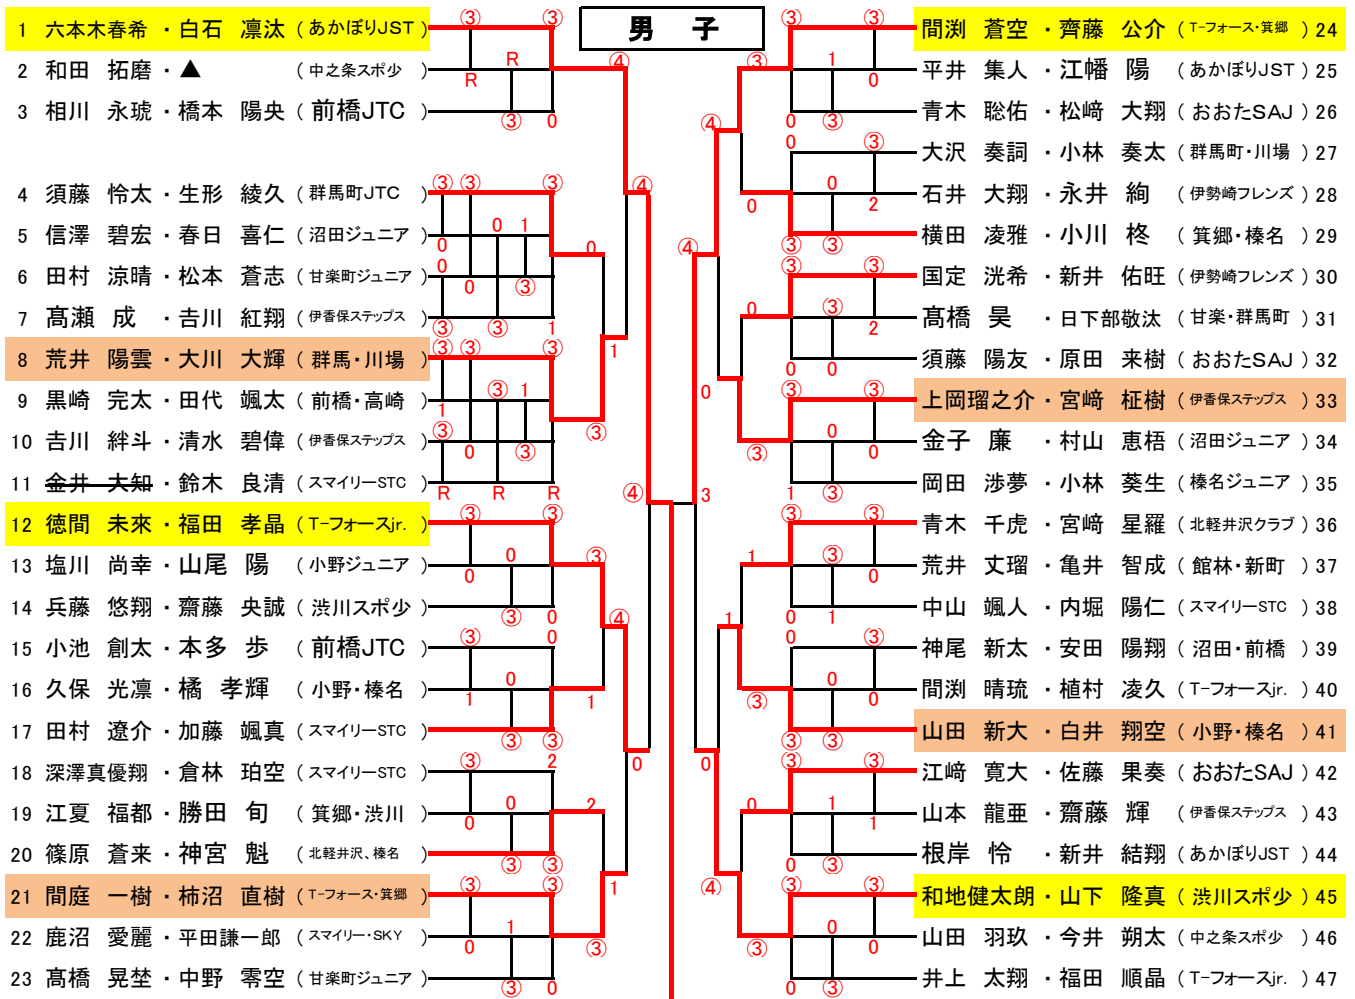 男 子
1 六本木春希 ・ 白石 凛汰 ( あかぼりJST )
2 和田 拓磨 ・ ▲ ( 中之条スポ少 )
3 相川 永琥 ・ 橋本 陽央 ( 前橋JTC )
4 須藤 怜太 ・ 生形 綾久 ( 群馬町JTC )
5 信澤 碧宏 ・ 春日 喜仁 ( 沼田ジュニア )
6 田村 涼晴 ・ 松本 蒼志 ( 甘楽町ジュニア )
7 髙瀬 成 ・ 吉川 紅翔 ( 伊香保ステップス )
8 荒井 陽雲 ・ 大川 大輝 ( 群馬・川場 )
9 黒崎 完太 ・ 田代 颯太 ( 前橋・高崎 )
10 吉川 絆斗 ・ 清水 碧偉 ( 伊香保ステップス )
11 金井 大知 ・ 鈴木 良清 ( スマイリーSTC )
12 徳間 未來 ・ 福田 孝晶 ( T-フォースjr. )
13 塩川 尚幸 ・ 山尾 陽 ( 小野ジュニア )
14 兵藤 悠翔 ・ 齋藤 央誠 ( 渋川スポ少 )
15 小池 創太 ・ 本多 歩 ( 前橋JTC )
16 久保 光凛 ・ 橘 孝輝 ( 小野・榛名 )
17 田村 遼介 ・ 加藤 颯真 ( スマイリーSTC )
18 深澤真優翔 ・ 倉林 珀空 ( スマイリーSTC )
19 江夏 福都 ・ 勝田 旬 ( 箕郷・渋川 )
20 篠原 蒼来 ・ 神宮 魁 ( 北軽井沢、榛名 )
21 間庭 一樹 ・ 柿沼 直樹 ( T-フォース・箕郷 )
22 鹿沼 愛麗 ・ 平田謙一郎 ( スマイリー・SKY )
23 髙橋 晃埜 ・ 中野 零空 ( 甘楽町ジュニア )
間渕 蒼空 ・ 齊藤 公介 ( T-フォース・箕郷 ) 24
平井 集人 ・ 江幡 陽 ( あかぼりJST ) 25
青木 聡佑 ・ 松﨑 大翔 ( おおたSAJ ) 26
大沢 奏詞 ・ 小林 奏太 ( 群馬町・川場 ) 27
石井 大翔 ・ 永井 絢 ( 伊勢崎フレンズ ) 28
横田 凌雅 ・ 小川 柊 ( 箕郷・榛名 ) 29
国定 洸希 ・ 新井 佑旺 ( 伊勢崎フレンズ ) 30
髙橋 昊 ・ 日下部敬汰 ( 甘楽・群馬町 ) 31
須藤 陽友 ・ 原田 来樹 ( おおたSAJ ) 32
上岡瑠之介 ・ 宮﨑 柾樹 ( 伊香保ステップス ) 33
金子 廉 ・ 村山 恵梧 ( 沼田ジュニア ) 34
岡田 渉夢 ・ 小林 葵生 ( 榛名ジュニア ) 35
青木 千虎 ・ 宮﨑 星羅 ( 北軽井沢クラブ ) 36
荒井 丈瑠 ・ 亀井 智成 ( 館林・新町 ) 37
中山 颯人 ・ 内堀 陽仁 ( スマイリーSTC ) 38
神尾 新太 ・ 安田 陽翔 ( 沼田・前橋 ) 39
間渕 晴琉 ・ 植村 凌久 ( T-フォースjr. ) 40
山田 新大 ・ 白井 翔空 ( 小野・榛名 ) 41
江﨑 寛大 ・ 佐藤 果奏 ( おおたSAJ ) 42
山本 龍亜 ・ 齋藤 輝 ( 伊香保ステップス ) 43
根岸 怜 ・ 新井 結翔 ( あかぼりJST ) 44
和地健太朗 ・ 山下 隆真 ( 渋川スポ少 ) 45
山田 羽玖 ・ 今井 朔太 ( 中之条スポ少 ) 46
井上 太翔 ・ 福田 順晶 ( T-フォースjr. ) 47